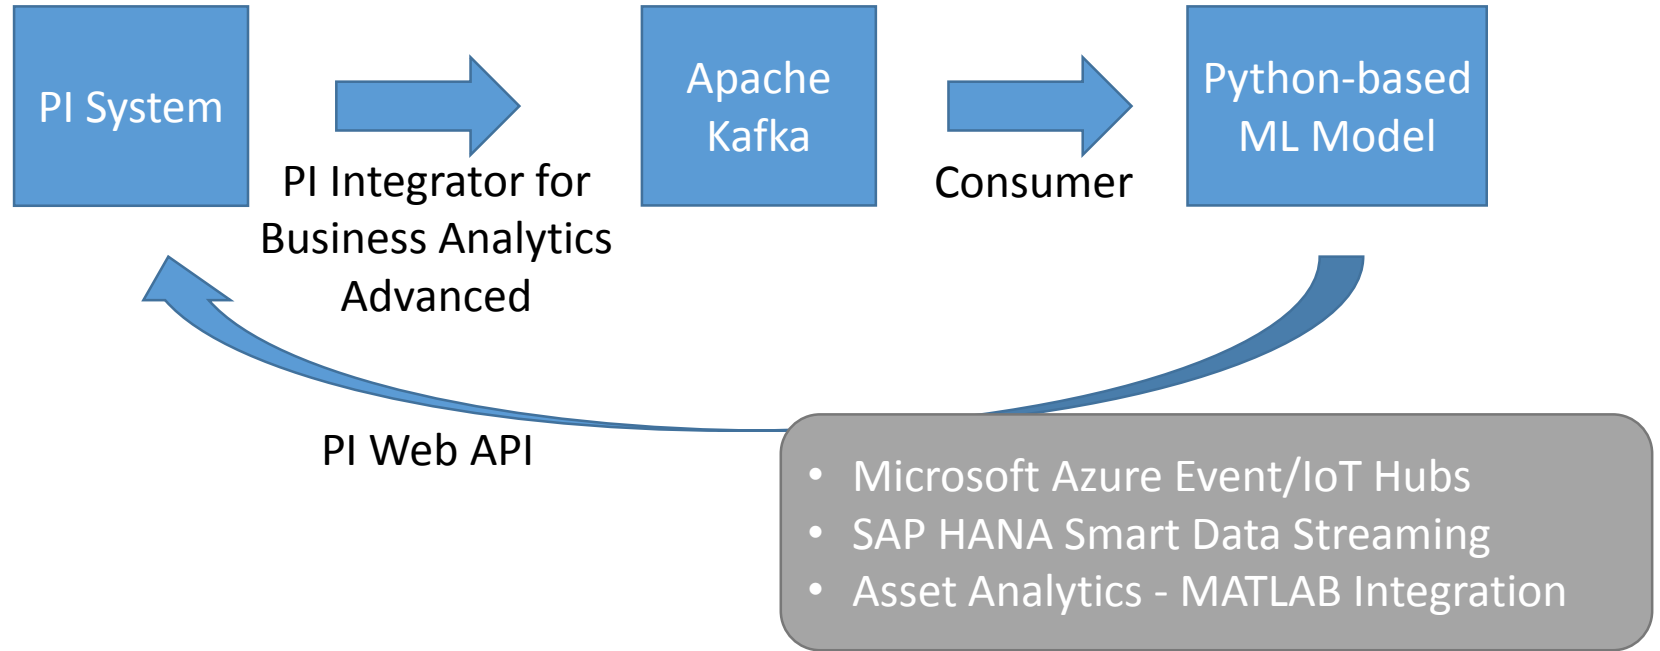 PI System
PI Integrator for
Business Analytics
Advanced
Apache
Kafka
Consumer
Python-based
ML Model
PI Web API
• Microsoft Azure Event/IoT Hubs
• SAP HANA Smart Data Streaming
• Asset Analytics - MATLAB Integration